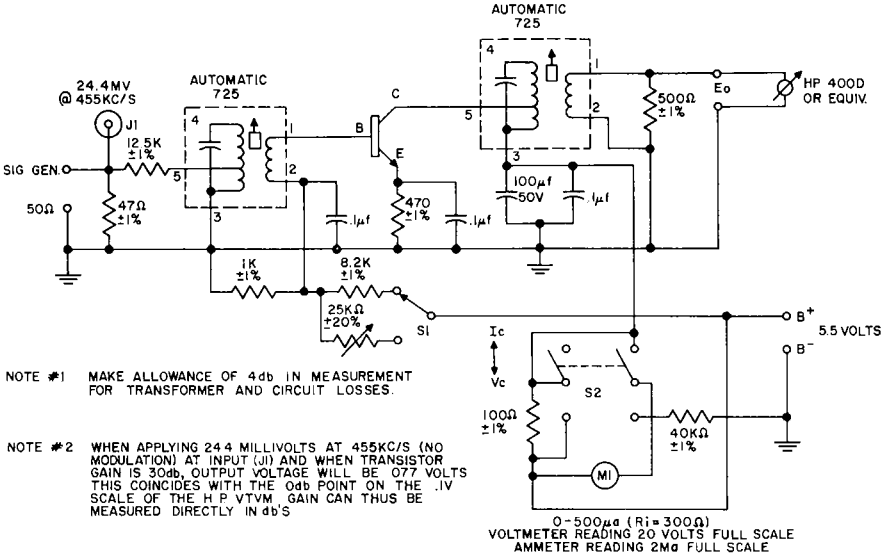 AUTOMATIC
725
4
1
5
2
3
24.4MV
@ 455KC/S
J1
AUTOMATIC
725
4
1
5
2
3
12.5K
±1%
SIG GEN.
50Ω
47Ω
±1%
B
C
E
.1µf
470
±1%
.1µf
100µf
50V
.1µf
500Ω
±1%
Eo
HP 400D
OR EQUIV.
1K
±1%
8.2K
±1%
25KΩ
±20%
S1
Ic
Vc
S2
100Ω
±1%
40KΩ
±1%
M1
B+
5.5 VOLTS
B-
NOTE #1 MAKE ALLOWANCE OF 4db IN MEASUREMENT
FOR TRANSFORMER AND CIRCUIT LOSSES.
NOTE #2 WHEN APPLYING 244 MILLIVOLTS AT 455KC/S (NO
MODULATION) AT INPUT (J1) AND WHEN TRANSISTOR
GAIN IS 30db, OUTPUT VOLTAGE WILL BE 077 VOLTS
THIS COINCIDES WITH THE 0db POINT ON THE .1V
SCALE OF THE H P VTVM GAIN CAN THUS BE
MEASURED DIRECTLY IN db'S
0-500µa (Ri=300Ω)
VOLTMETER READING 20 VOLTS FULL SCALE
AMMETER READING 2Ma FULL SCALE